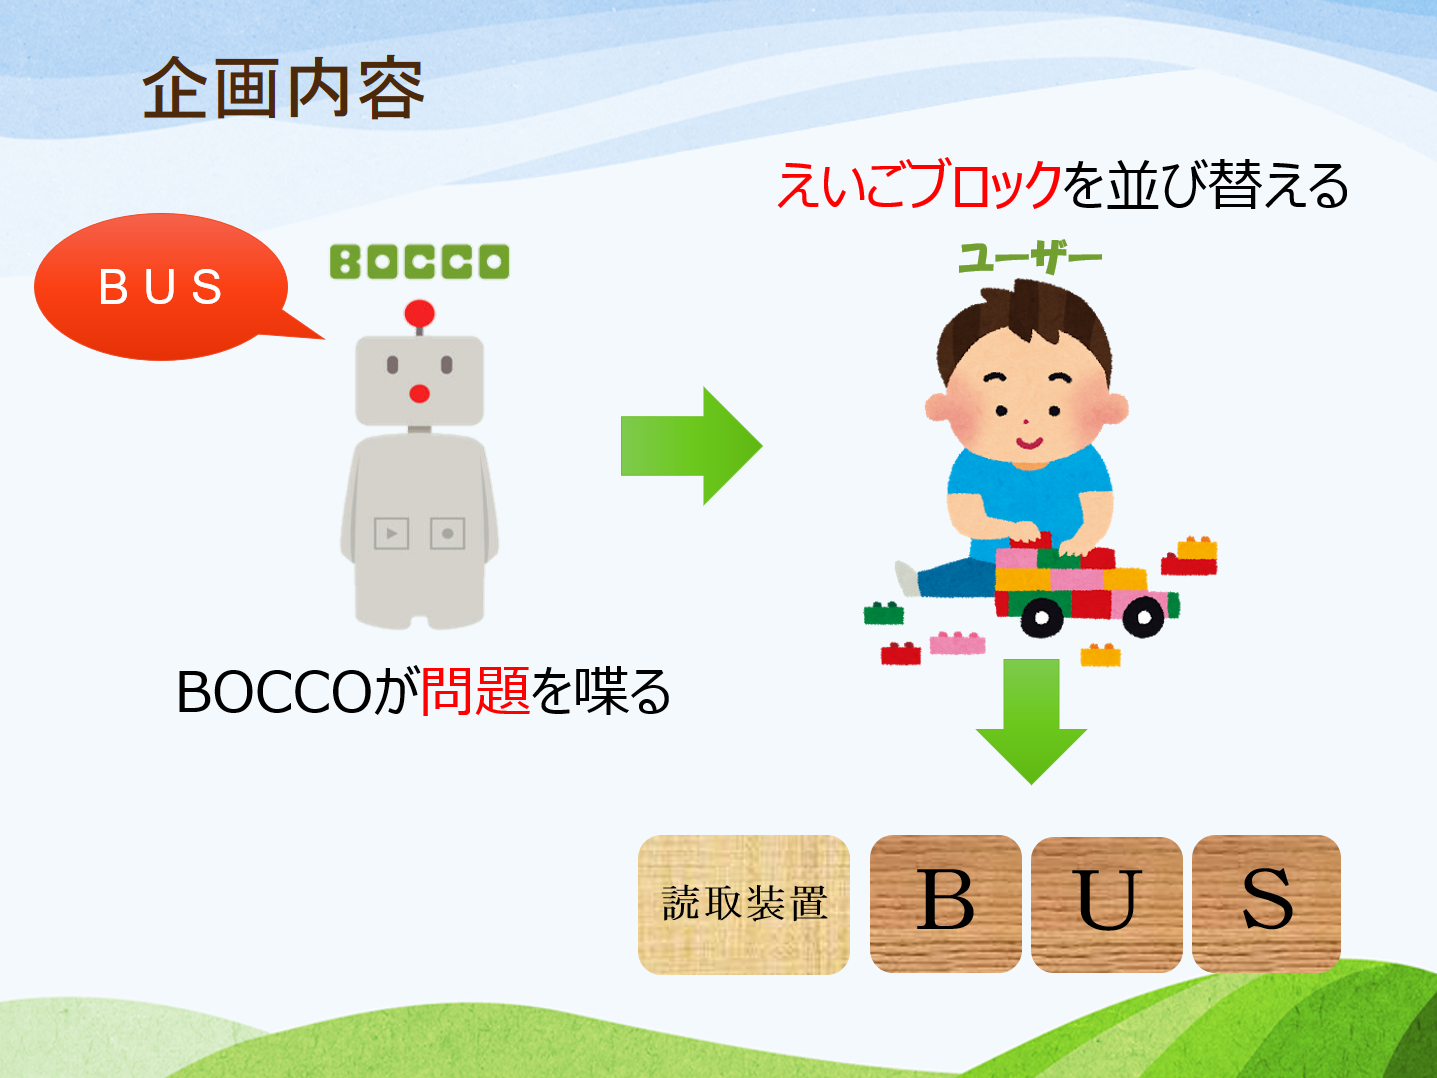 企画内容
えいごブロックを並び替える
BUS
BOCCO
ユーザー
BOCCOが問題を喋る
読取装置 B U S